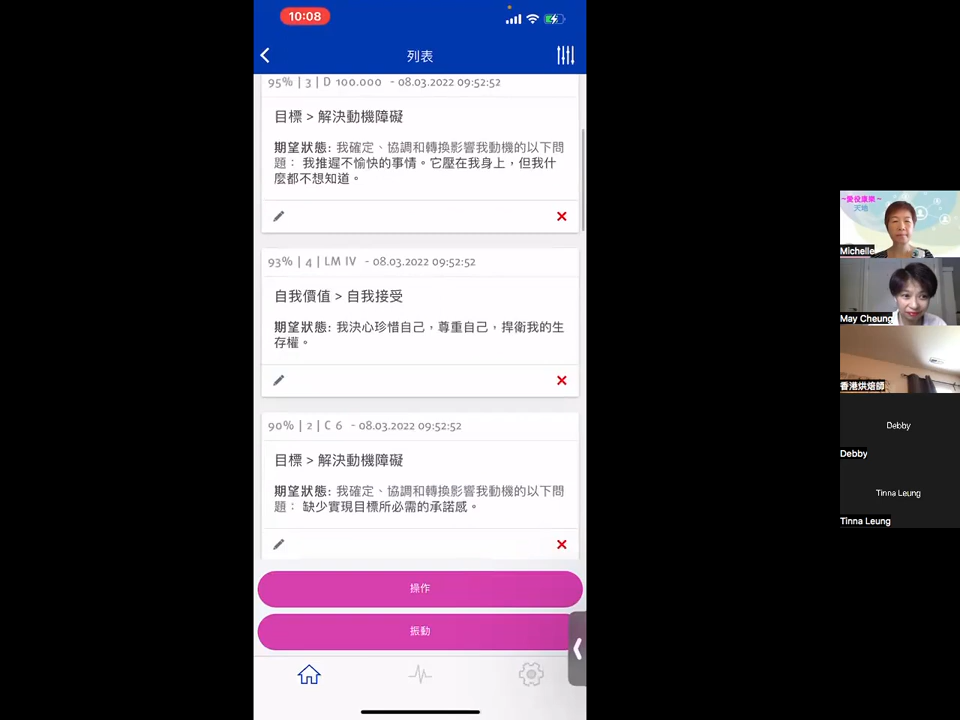 10:08
列表
95% | 3 | D 100.000 - 08.03.2022 09:52:52
目標 > 解決動機障礙
期望狀態: 我確定、協調和轉換影響我動機的以下問
題： 我推遲不愉快的事情。它壓在我身上，但我什
麼都不想知道。
93% | 4 | LM IV - 08.03.2022 09:52:52
自我價值 > 自我接受
期望狀態: 我決心珍惜自己，尊重自己，捍衛我的生
存權。
90% | 2 | C 6 - 08.03.2022 09:52:52
目標 > 解決動機障礙
期望狀態: 我確定、協調和轉換影響我動機的以下問
題： 缺少實現目標所必需的承諾感。
操作
振動
~愛役康樂~
天地
Michelle
May Cheung
香港烘焙師
Debby
Debby
Tinna Leung
Tinna Leung